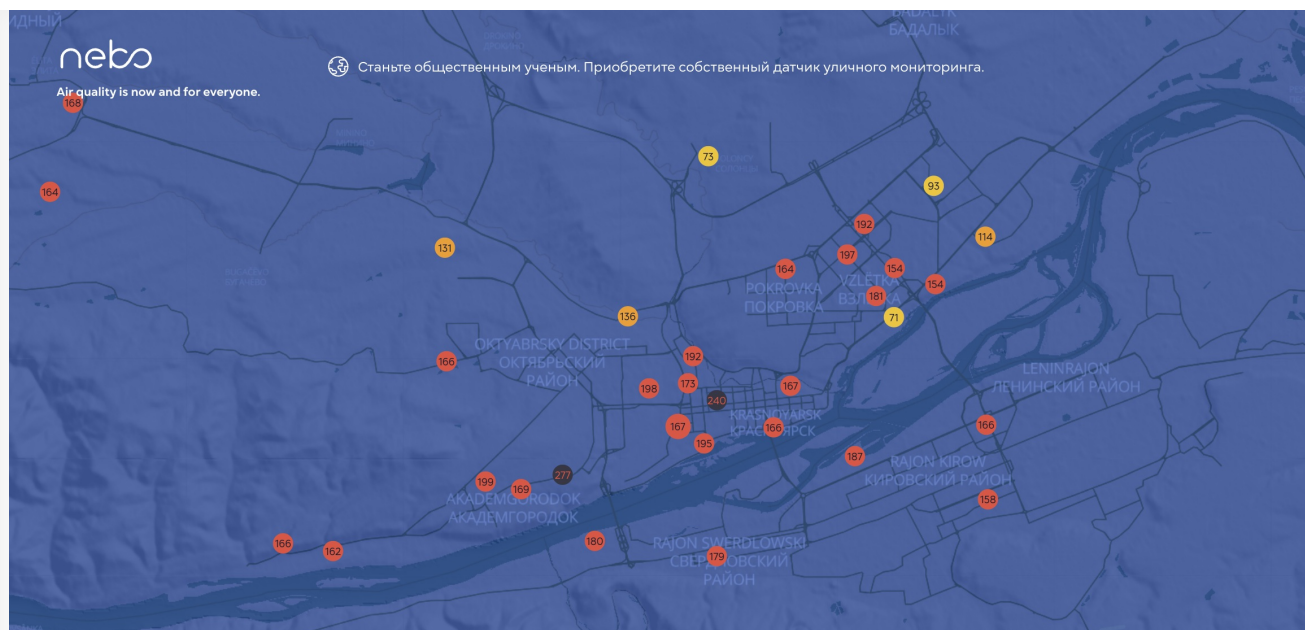 ИДНЫЙ
БАДАЛЫК
nebo
Станьте общественным ученым. Приобретите собственный датчик уличного мониторинга.
Air quality is now and for everyone.
168
73
93
164
192
114
131
197
164
154
VZLETKA
154
POKROVKA
ПОКРОВКА
181
136
71
OKTYABRSKY DISTRICT
ОКТЯБРЬСКИЙ
РАЙОН
192
166
LENINRAJON
ЛЕНИНСКИЙ РАЙОН
198
173
167
240
KRASNOYARSK
167
166
166
195
187
RAJON KIROW
КИРОВСКИЙ РАЙОН
277
199
169
AKADEMGORODOK
АКАДЕМГОРОДОК
158
180
166
162
RAJON SWERDLOWSKI
179
РАЙОН